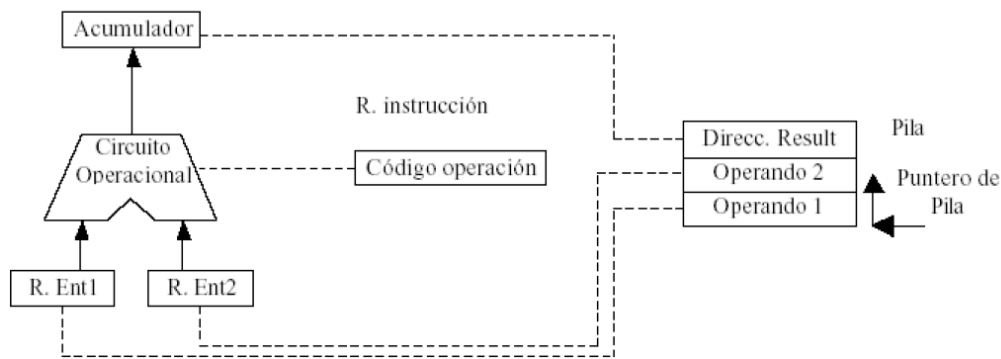 Acumulador
R. instrucción
Circuito
Operacional
Código operación
R. Ent1
R. Ent2
Direcc. Result
Operando 2
Operando 1
Pila
Puntero de
Pila